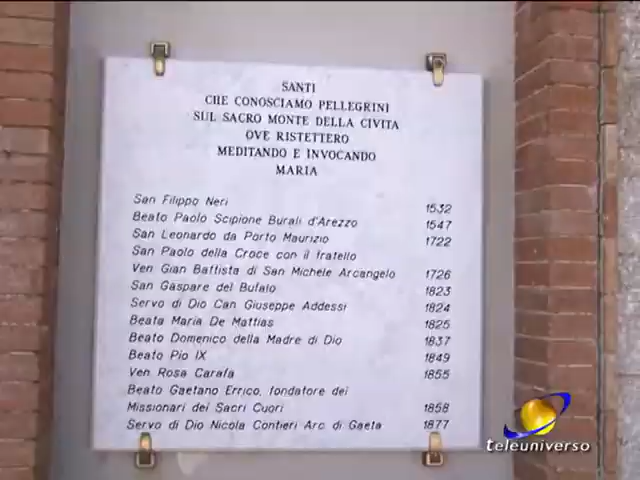 SANTI
CHE CONOSCIAMO PELLEGRINI
SUL SACRO MONTE DELLA CIVITA
OVE RISTETTERO
MEDITANDO E INVOCANDO
MARIA
San Filippo Neri 1532
Beato Paolo Scipione Burali d'Arezzo 1547
San Leonardo da Porto Maurizio 1722
San Paolo della Croce con il fratello
Ven Gian Battista di San Michele Arcangelo 1726
San Gaspare del Bufalo 1823
Servo di Dio Can Giuseppe Addessi 1824
Beata Maria De Mattias 1825
Beato Domenico della Madre di Dio 1837
Beato Pio IX 1849
Ven Rosa Carafa 1855
Beato Gaetano Errico, fondatore dei
Missionari dei Sacri Cuori 1858
Servo di Dio Nicola Contieri Arc di Gaeta 1877
teleuniverso